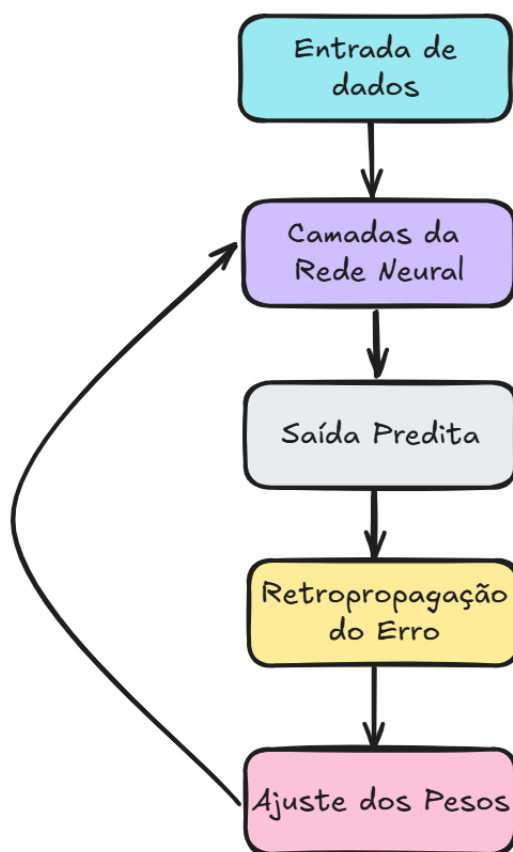 Entrada de
dados
Camadas da
Rede Neural
Saída Predita
Retropropagação
do Erro
Ajuste dos Pesos